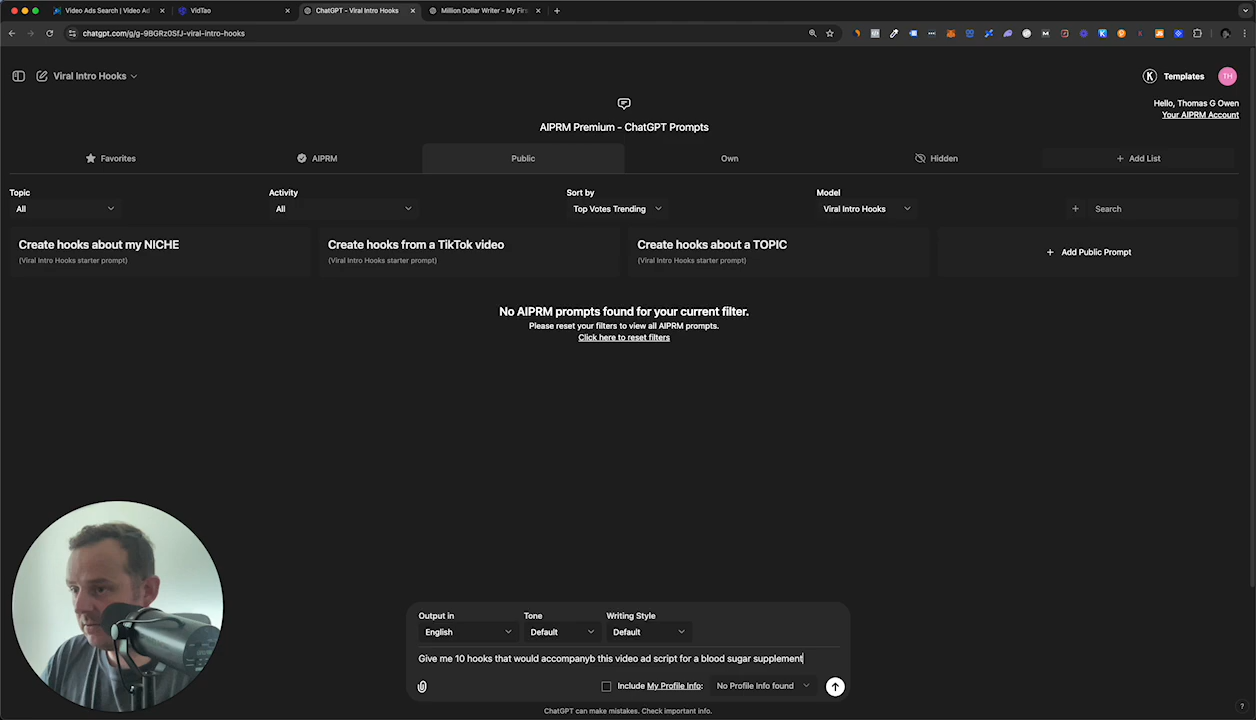 Video Ads Search | Video Ad
VidTao
ChatGPT - Viral Intro Hooks
Million Dollar Writer - My Firs
chatgpt.com/g/g-9BGRz0SfJ-viral-intro-hooks
Viral Intro Hooks
Templates
TH
Hello, Thomas G Owen
Your AIPRM Account
AIPRM Premium - ChatGPT Prompts
Favorites
AIPRM
Public
Own
Hidden
Add List
Topic
Activity
Sort by
Model
All
All
Top Votes Trending
Viral Intro Hooks
Search
Create hooks about my NICHE
(Viral Intro Hooks starter prompt)
Create hooks from a TikTok video
(Viral Intro Hooks starter prompt)
Create hooks about a TOPIC
(Viral Intro Hooks starter prompt)
+ Add Public Prompt
No AIPRM prompts found for your current filter.
Please reset your filters to view all AIPRM prompts.
Click here to reset filters
Output in
Tone
Writing Style
English
Default
Default
Give me 10 hooks that would accompanyb this video ad script for a blood sugar supplement
Include My Profile Info:
No Profile Info found
ChatGPT can make mistakes. Check important info.
?